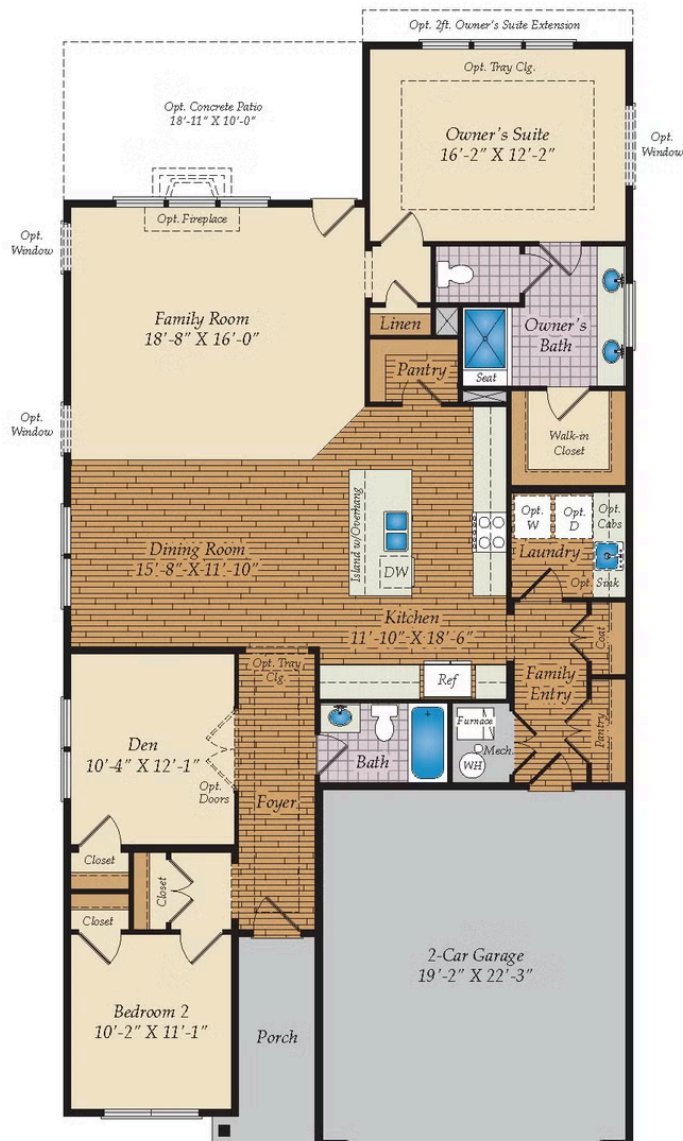 Opt. 2ft. Owner's Suite Extension
Opt. Tray Clg.
Opt. Concrete Patio
18'-11" X 10'-0"
Owner's Suite
16'-2" X 12'-2"
Opt.
Window
Opt. Fireplace
Opt.
Window
Family Room
18'-8" X 16'-0"
Linen
Owner's
Bath
Pantry
Seat
Opt.
Window
Walk-in
Closet
Island w/Overhang
Opt.
W
Opt.
D
Opt.
Cabs
Dining Room
15'-8" X 11'-10"
DW
Laundry
Opt. Sink
Kitchen
11'-10" X 18'-6"
Coat
Opt. Tray
Clg.
Ref
Family
Entry
Den
10'-4" X 12'-1"
Opt.
Doors
Bath
Furnace
Mech.
WH
Pantry
Foyer
Closet
Closet
Closet
2-Car Garage
19'-2" X 22'-3"
Bedroom 2
10'-2" X 11'-1"
Porch